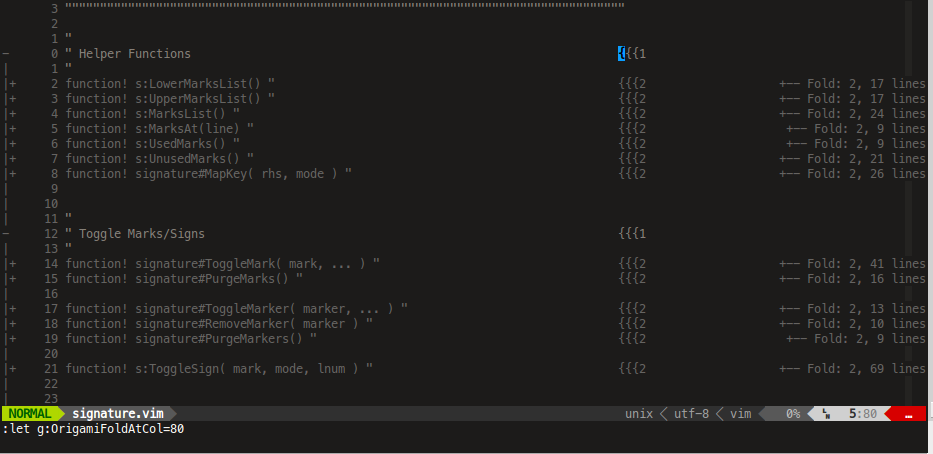 3 """"""""""""""""""""""""""""""""""""""""""""""""""""""""""""""""""""""""""""""""
2
1 "
- 0 " Helper Functions {{{1
| 1 "
|+ 2 function! s:LowerMarksList() " {{{2 +-- Fold: 2, 17 lines
|+ 3 function! s:UpperMarksList() " {{{2 +-- Fold: 2, 17 lines
|+ 4 function! s:MarksList() " {{{2 +-- Fold: 2, 24 lines
|+ 5 function! s:MarksAt(line) " {{{2 +-- Fold: 2, 9 lines
|+ 6 function! s:UsedMarks() " {{{2 +-- Fold: 2, 9 lines
|+ 7 function! s:UnusedMarks() " {{{2 +-- Fold: 2, 21 lines
|+ 8 function! signature#MapKey( rhs, mode ) " {{{2 +-- Fold: 2, 26 lines
| 9
| 10
| 11 "
- 12 " Toggle Marks/Signs {{{1
| 13 "
|+ 14 function! signature#ToggleMark( mark, ... ) " {{{2 +-- Fold: 2, 41 lines
|+ 15 function! signature#PurgeMarks() " {{{2 +-- Fold: 2, 16 lines
| 16
|+ 17 function! signature#ToggleMarker( marker, ... ) " {{{2 +-- Fold: 2, 13 lines
|+ 18 function! signature#RemoveMarker( marker ) " {{{2 +-- Fold: 2, 10 lines
|+ 19 function! signature#PurgeMarkers() " {{{2 +-- Fold: 2, 9 lines
| 20
|+ 21 function! s:ToggleSign( mark, mode, lnum ) " {{{2 +-- Fold: 2, 69 lines
| 22
| 23
NORMAL signature.vim unix < utf-8 < vim 0% 5:80 …
:let g:OrigamiFoldAtCol=80